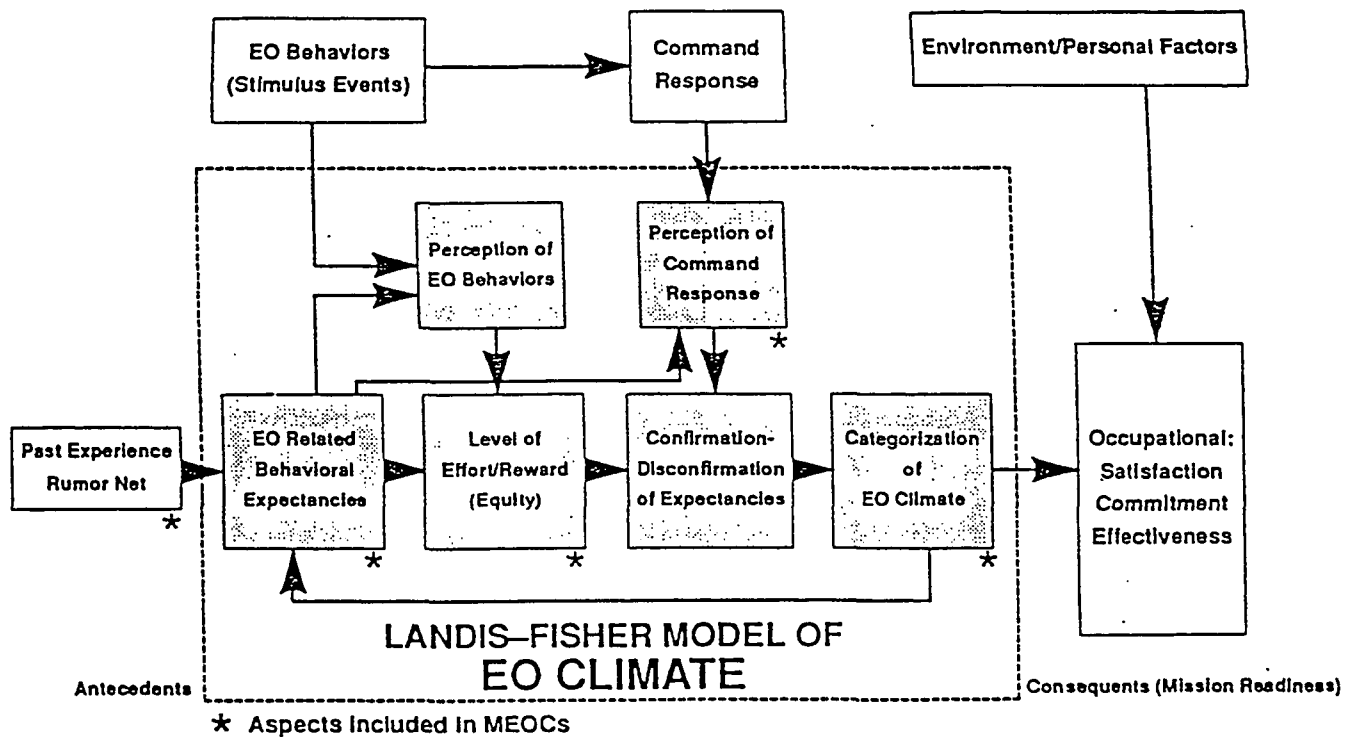 EO Behaviors
(Stimulus Events)
Command
Response
Environment/Personal Factors
Perception of
EO Behaviors
Perception of
Command
Response
*
Past Experience
Rumor Net
*
EO Related
Behavioral
Expectancies
*
Level of
Effort/Reward
(Equity)
*
Confirmation-
Disconfirmation
of Expectancies
Categorization
of
EO Climate
*
Occupational:
Satisfaction
Commitment
Effectiveness
LANDIS–FISHER MODEL OF
EO CLIMATE
Antecedents
Consequents (Mission Readiness)
* Aspects Included In MEOCs